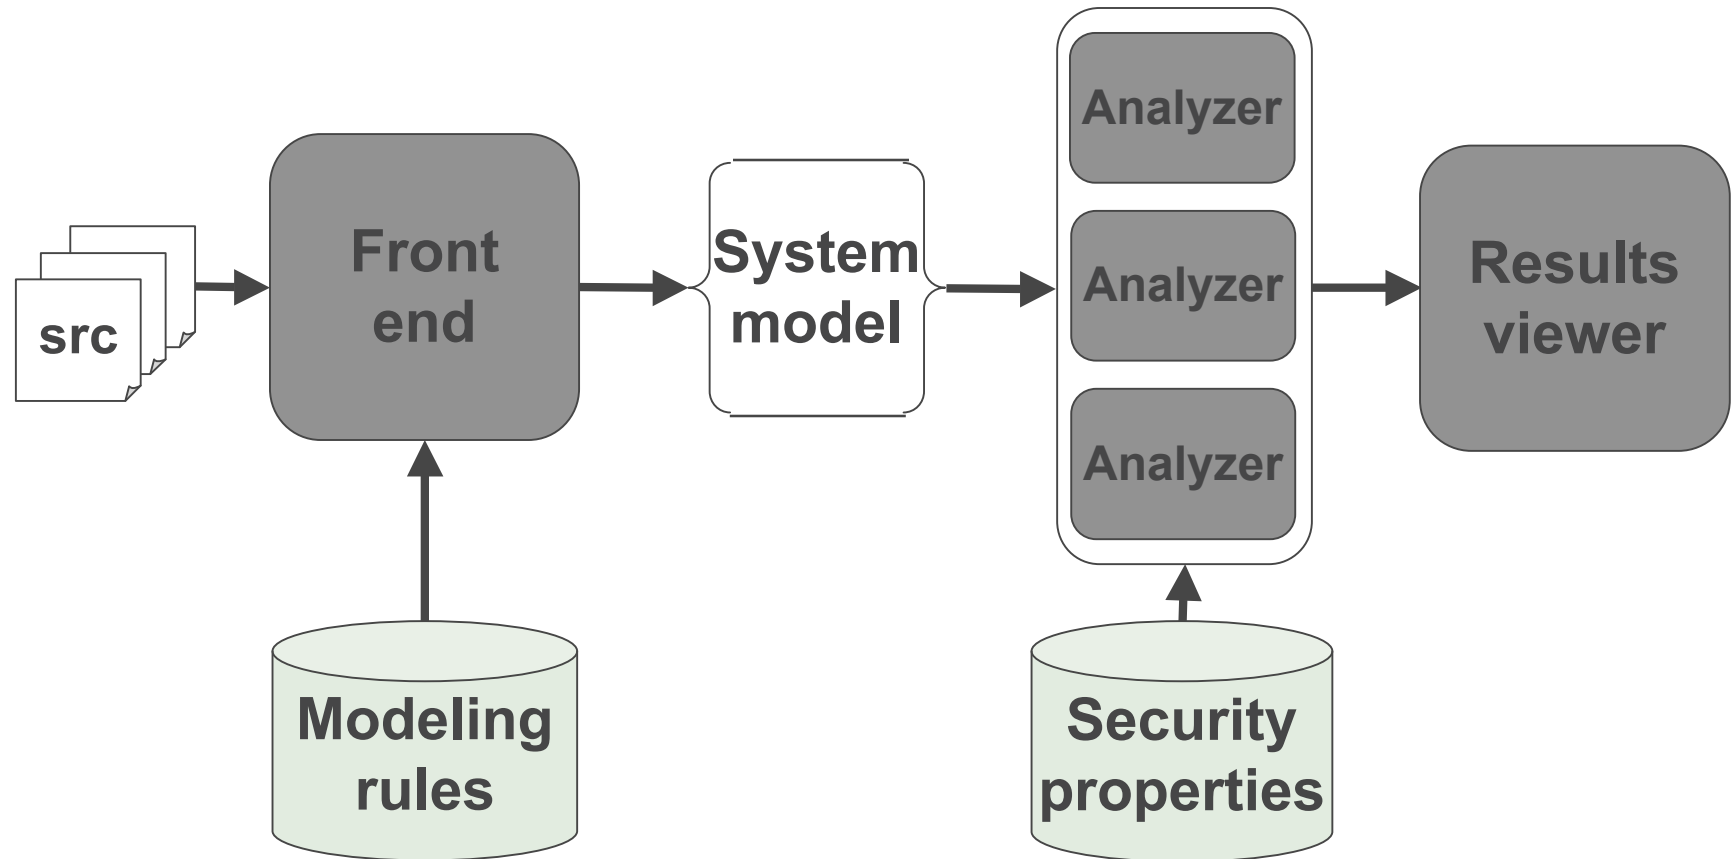 src
Front
end
System
model
Analyzer
Analyzer
Analyzer
Results
viewer
Modeling
rules
Security
properties